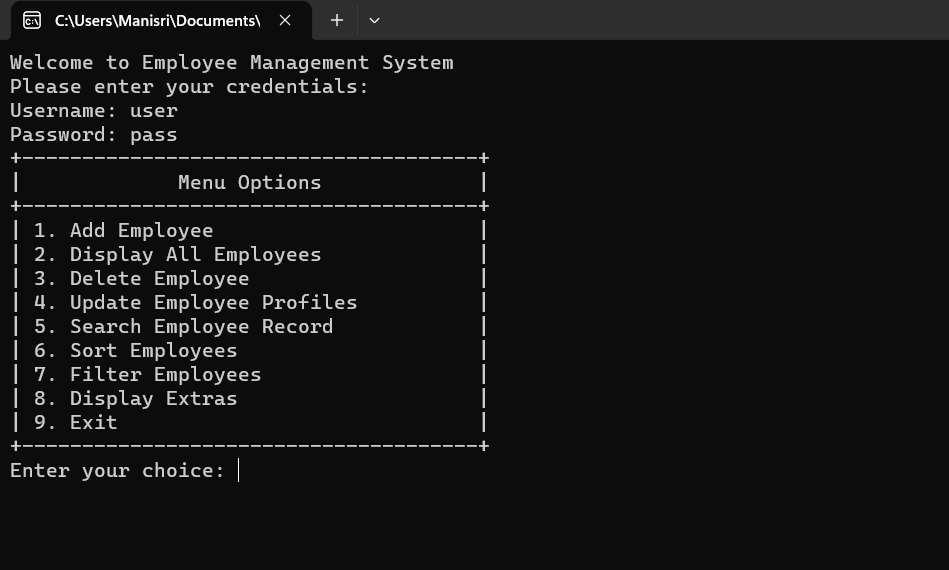 C:\Users\Manisri\Documents\
Welcome to Employee Management System
Please enter your credentials:
Username: user
Password: pass
+--------------------------------------+
|             Menu Options             |
+--------------------------------------+
| 1. Add Employee                      |
| 2. Display All Employees             |
| 3. Delete Employee                   |
| 4. Update Employee Profiles          |
| 5. Search Employee Record            |
| 6. Sort Employees                    |
| 7. Filter Employees                  |
| 8. Display Extras                    |
| 9. Exit                              |
+--------------------------------------+
Enter your choice: